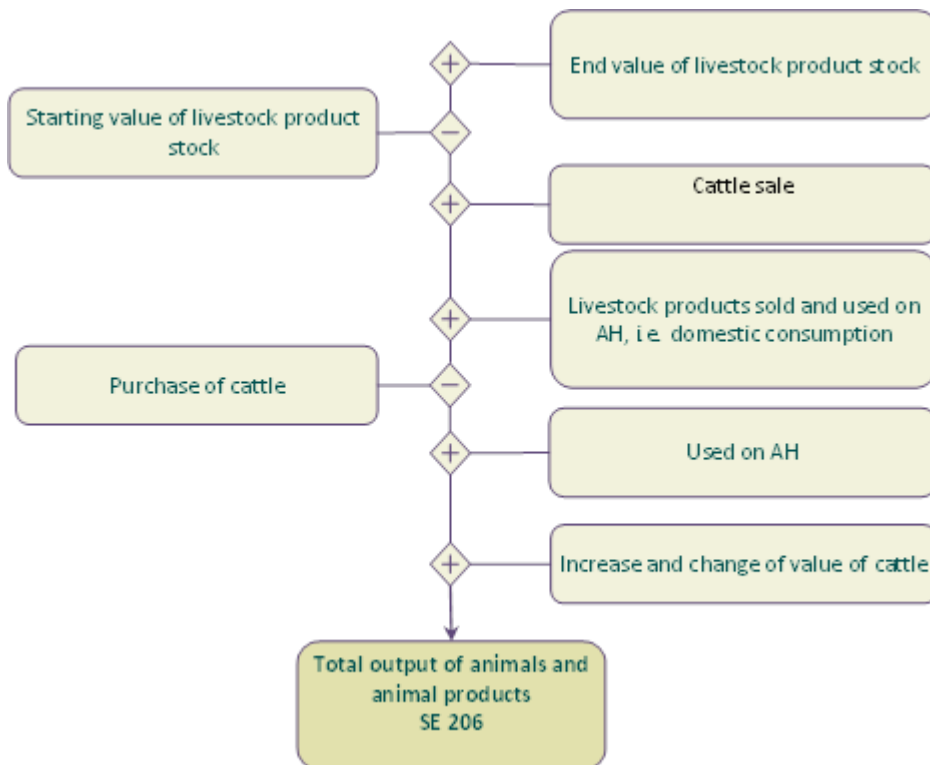 +
End value of livestock product stock
Starting value of livestock product
stock
−
+
Cattle sale
+
Livestock products sold and used on
AH, i.e. domestic consumption
Purchase of cattle
−
+
Used on AH
+
Increase and change of value of cattle
Total output of animals and
animal products
SE 206